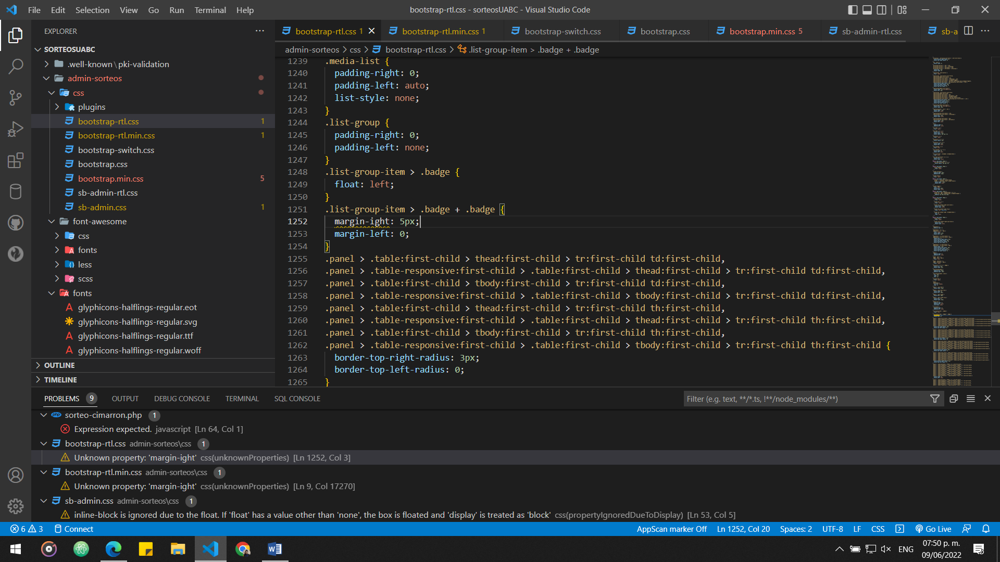 File Edit Selection View Go Run Terminal Help
bootstrap-rtl.css - sorteosUABC - Visual Studio Code
EXPLORER
SORTEOSUABC
.well-known\pki-validation
admin-sorteos
css
plugins
bootstrap-rtl.css 1
bootstrap-rtl.min.css 1
bootstrap-switch.css
bootstrap.css
bootstrap.min.css 5
sb-admin-rtl.css
sb-admin.css 1
font-awesome
css
fonts
less
scss
fonts
glyphicons-halflings-regular.eot
glyphicons-halflings-regular.svg
glyphicons-halflings-regular.ttf
glyphicons-halflings-regular.woff
OUTLINE
TIMELINE
bootstrap-rtl.css 1 bootstrap-rtl.min.css 1 bootstrap-switch.css bootstrap.css bootstrap.min.css 5 sb-admin-rtl.css sb-a
admin-sorteos > css > bootstrap-rtl.css > .list-group-item > .badge + .badge
1239 .media-list {
1240 padding-right: 0;
1241 padding-left: auto;
1242 list-style: none;
1243 }
1244 .list-group {
1245 padding-right: 0;
1246 padding-left: none;
1247 }
1248 .list-group-item > .badge {
1249 float: left;
1250 }
1251 .list-group-item > .badge + .badge {
1252 margin-ight: 5px;
1253 margin-left: 0;
1254 }
1255 .panel > .table:first-child > thead:first-child > tr:first-child td:first-child,
1256 .panel > .table-responsive:first-child > .table:first-child > thead:first-child > tr:first-child td:first-child,
1257 .panel > .table:first-child > tbody:first-child > tr:first-child td:first-child,
1258 .panel > .table-responsive:first-child > .table:first-child > tbody:first-child > tr:first-child td:first-child,
1259 .panel > .table:first-child > thead:first-child > tr:first-child th:first-child,
1260 .panel > .table-responsive:first-child > .table:first-child > thead:first-child > tr:first-child th:first-child,
1261 .panel > .table:first-child > tbody:first-child > tr:first-child th:first-child,
1262 .panel > .table-responsive:first-child > .table:first-child > tbody:first-child > tr:first-child th:first-child {
1263 border-top-right-radius: 3px;
1264 border-top-left-radius: 0;
1265 }
PROBLEMS 9 OUTPUT DEBUG CONSOLE TERMINAL SQL CONSOLE
Filter (e.g. text, **/*.ts, !**/node_modules/**)
sorteo-cimarron.php 1
Expression expected. javascript [Ln 64, Col 1]
bootstrap-rtl.css admin-sorteos\css 1
Unknown property: 'margin-ight' css(unknownProperties) [Ln 1252, Col 3]
bootstrap-rtl.min.css admin-sorteos\css 1
Unknown property: 'margin-ight' css(unknownProperties) [Ln 9, Col 17270]
sb-admin.css admin-sorteos\css 1
inline-block is ignored due to the float. If 'float' has a value other than 'none', the box is floated and 'display' is treated as 'block' css(propertyIgnoredDueToDisplay) [Ln 53, Col 5]
6 3 Connect
AppScan marker Off Ln 1252, Col 20 Spaces: 2 UTF-8 LF CSS Go Live
ENG
07:50 p. m.
09/06/2022